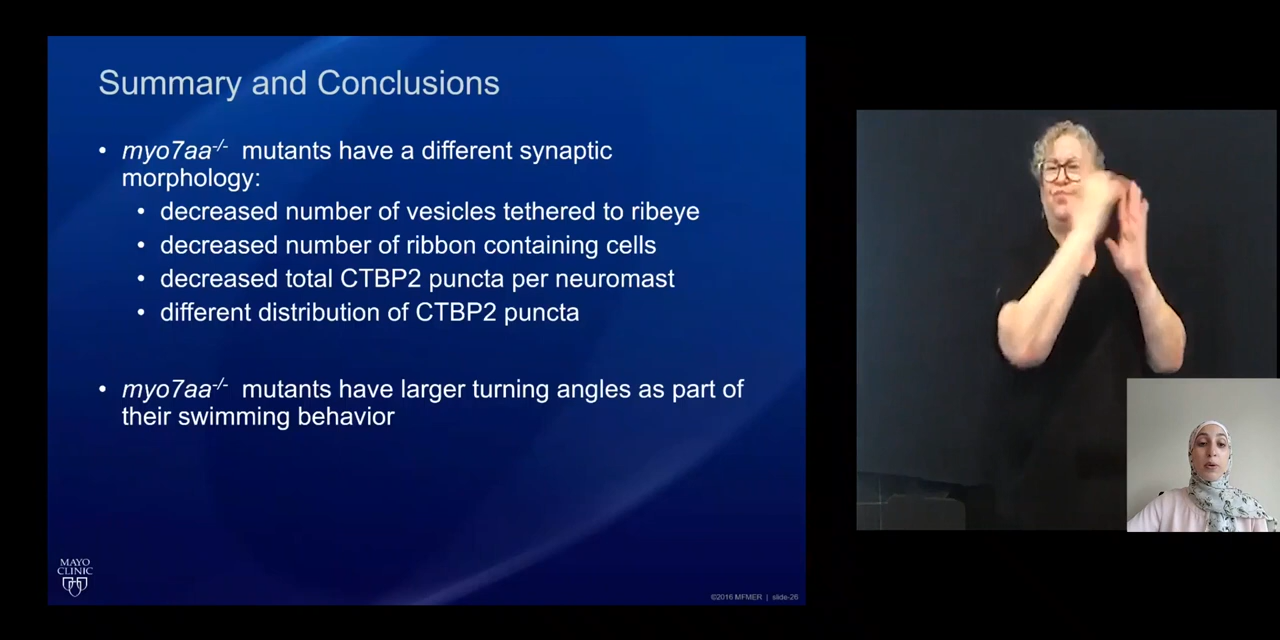 Summary and Conclusions
• myo7aa-/- mutants have a different synaptic
morphology:
• decreased number of vesicles tethered to ribeye
• decreased number of ribbon containing cells
• decreased total CTBP2 puncta per neuromast
• different distribution of CTBP2 puncta
• myo7aa-/- mutants have larger turning angles as part of
their swimming behavior
MAYO
CLINIC
©2016 MFMER | slide-26